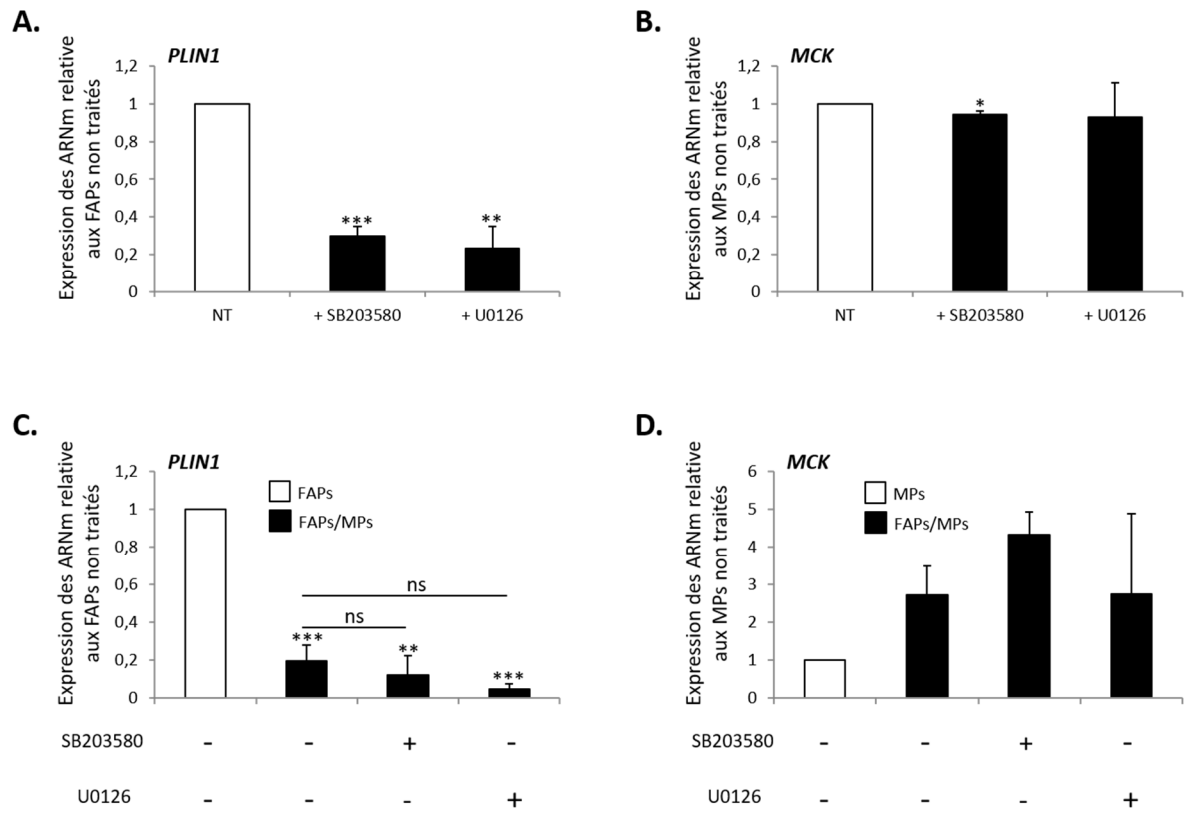 A.
PLIN1
Expression des ARNm relative
aux FAPs non traités
1,2
1
0,8
0,6
0,4
0,2
0
***
**
NT
+ SB203580
+ U0126
B.
MCK
Expression des ARNm relative
aux MPs non traités
1,2
1
0,8
0,6
0,4
0,2
0
*
NT
+ SB203580
+ U0126
C.
PLIN1
Expression des ARNm relative
aux FAPs non traités
1,2
1
0,8
0,6
0,4
0,2
0
FAPs
FAPs/MPs
ns
ns
***
**
***
SB203580 - - + -
U0126 - - - +
D.
MCK
Expression des ARNm relative
aux MPs non traités
6
5
4
3
2
1
0
MPs
FAPs/MPs
SB203580 - - + -
U0126 - - - +